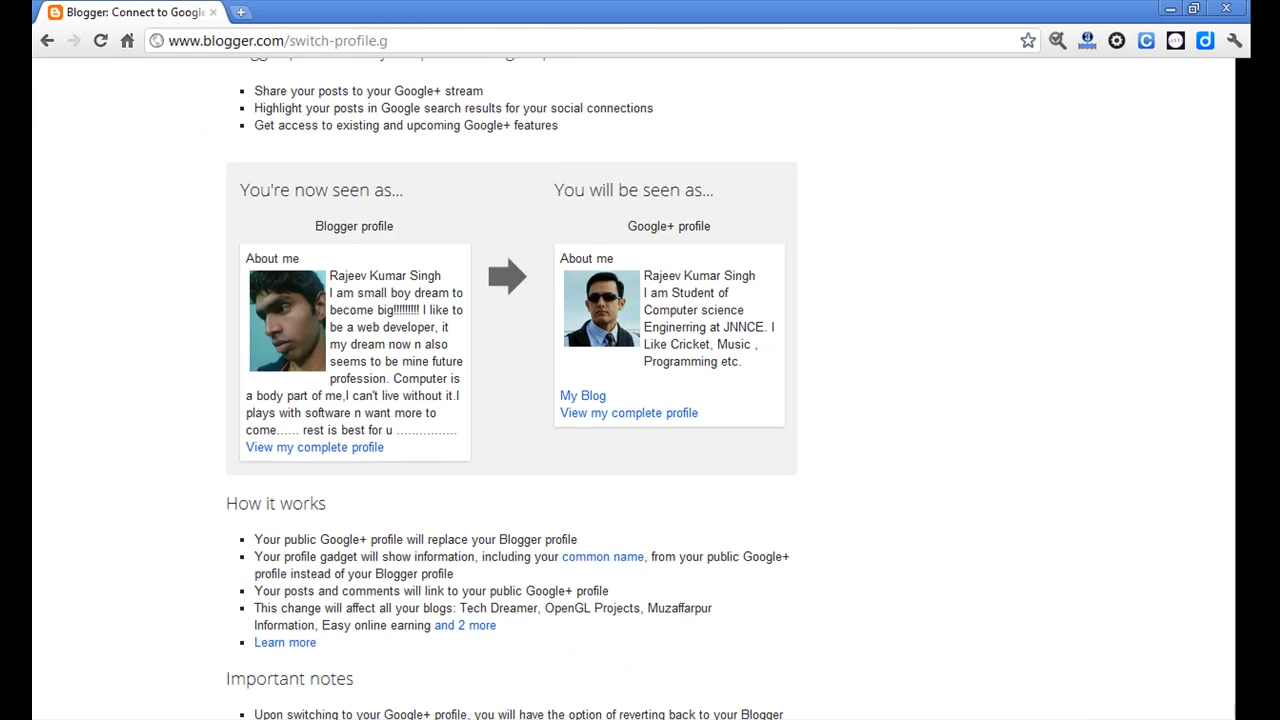 Blogger: Connect to Google
www.blogger.com/switch-profile.g
Share your posts to your Google+ stream
Highlight your posts in Google search results for your social connections
Get access to existing and upcoming Google+ features
You're now seen as...
You will be seen as...
Blogger profile
Google+ profile
About me
Rajeev Kumar Singh
I am small boy dream to
become big!!!!!!!!! I like to
be a web developer, it
my dream now n also
seems to be mine future
profession. Computer is
a body part of me,I can't live without it.I
plays with software n want more to
come...... rest is best for u ................
View my complete profile
About me
Rajeev Kumar Singh
I am Student of
Computer science
Enginerring at JNNCE. I
Like Cricket, Music ,
Programming etc.
My Blog
View my complete profile
How it works
Your public Google+ profile will replace your Blogger profile
Your profile gadget will show information, including your common name, from your public Google+
profile instead of your Blogger profile
Your posts and comments will link to your public Google+ profile
This change will affect all your blogs: Tech Dreamer, OpenGL Projects, Muzaffarpur
Information, Easy online earning and 2 more
Learn more
Important notes
Upon switching to your Google+ profile, you will have the option of reverting back to your Blogger